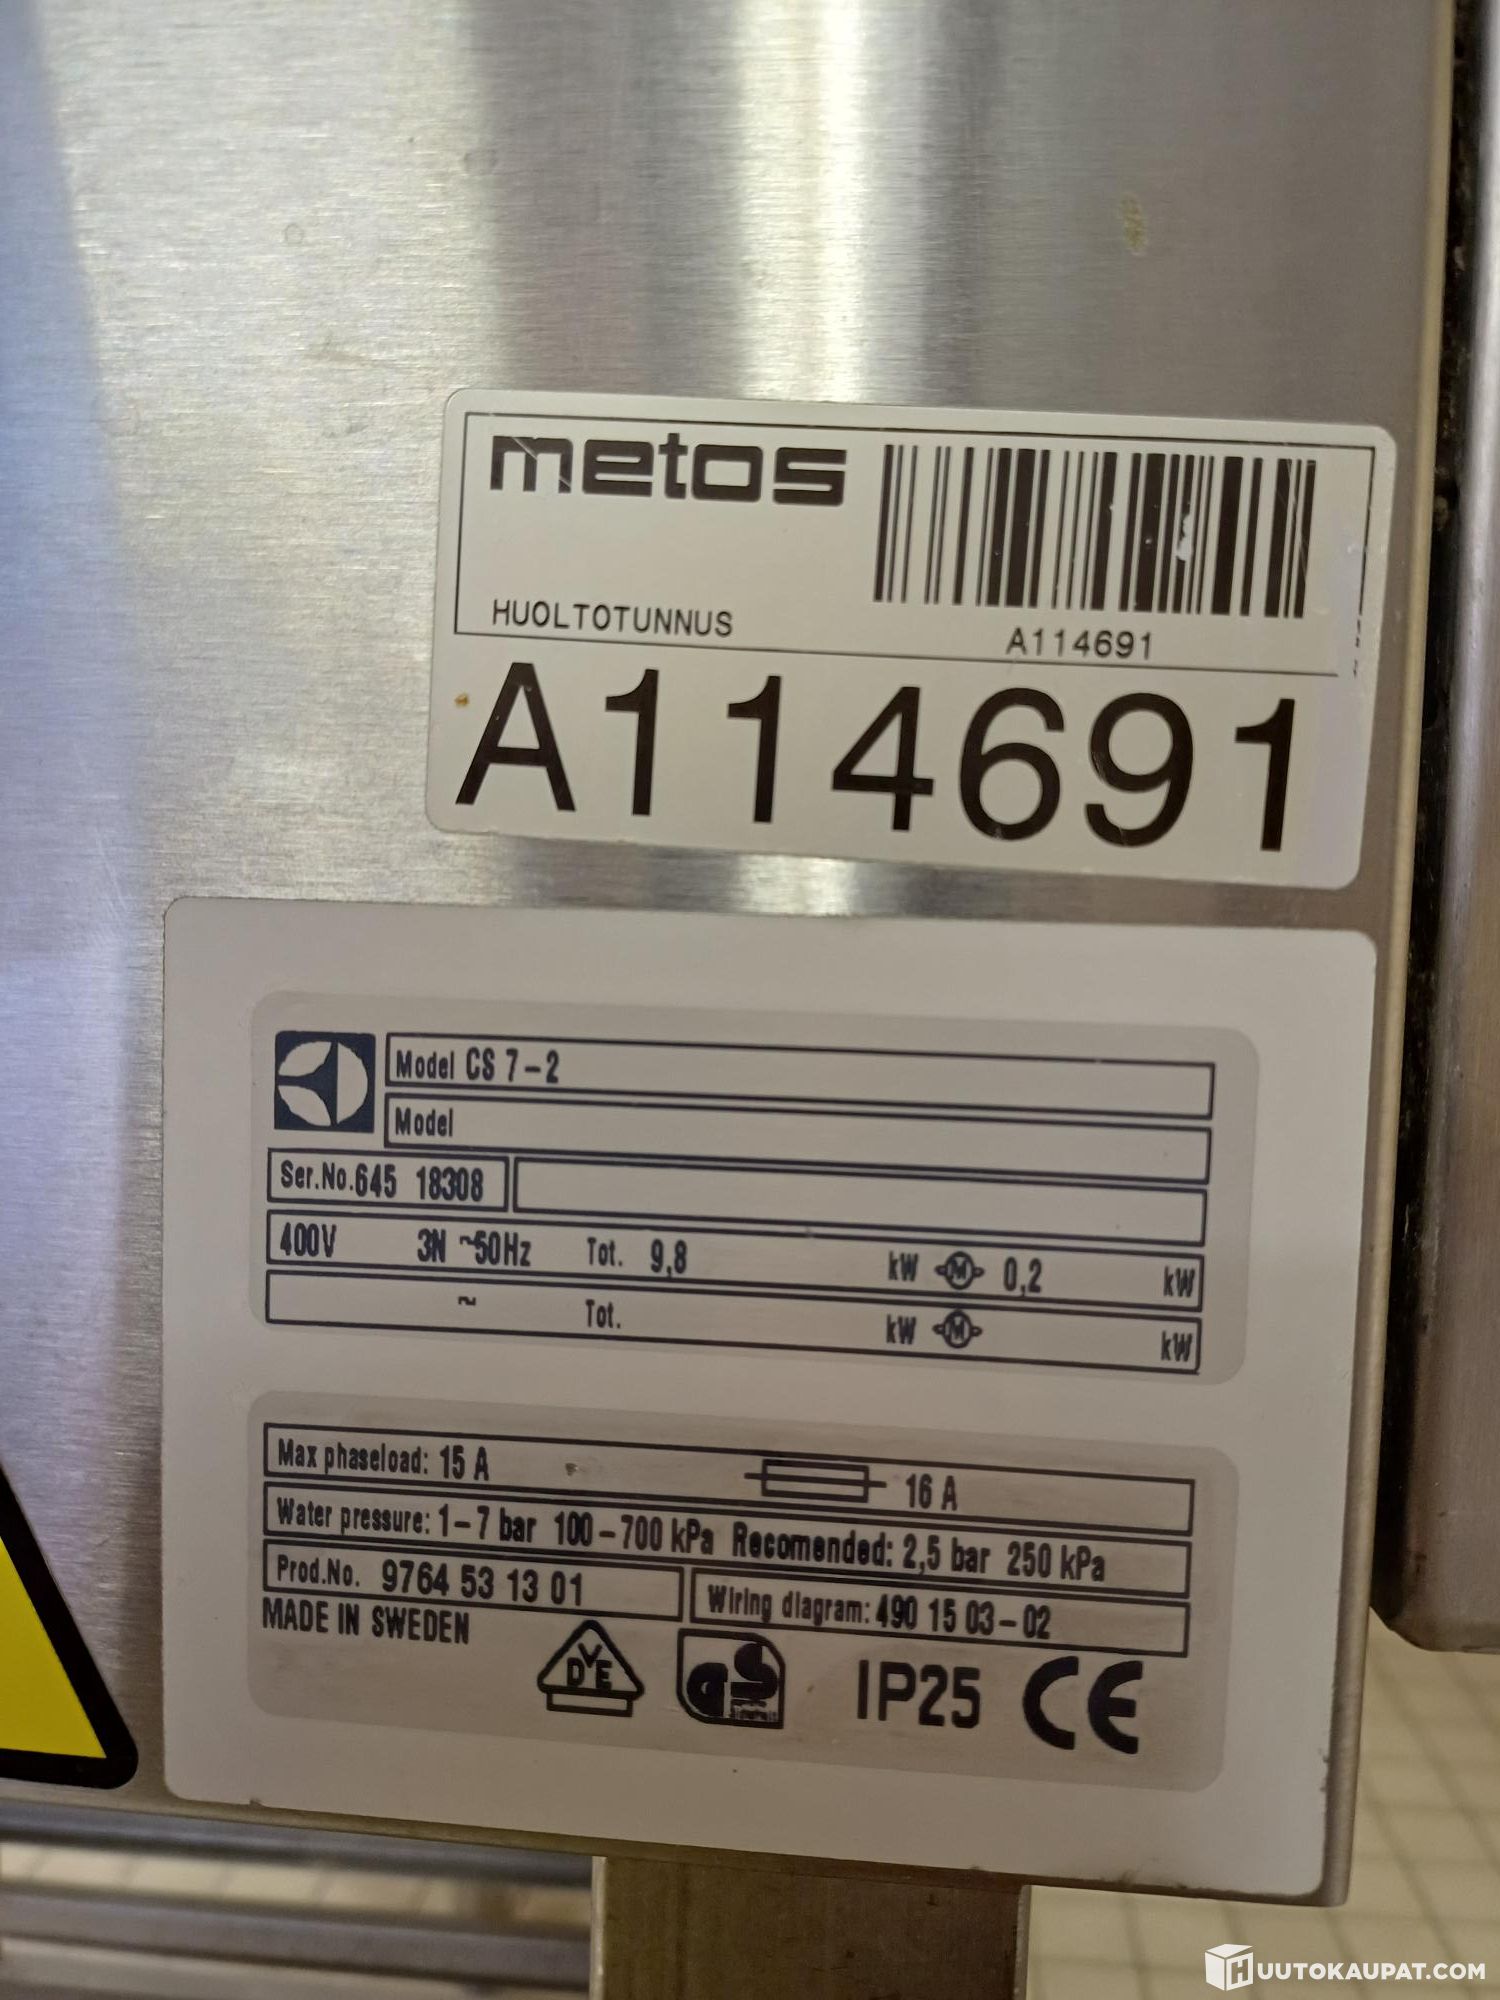 metos
HUOLTOTUNNUS
A114691
A114691
Model CS 7-2
Model
Ser.No. 645 18308
400V 3N ~50Hz Tot. 9,8 kW M 0,2 kW
~ Tot. kW M kW
Max phaseload: 15 A 16 A
Water pressure: 1-7 bar 100-700 kPa Recomended: 2,5 bar 250 kPa
Prod.No. 9764 53 13 01 Wiring diagram: 490 15 03-02
MADE IN SWEDEN
DVE GS IP25 CE
HUUTOKAUPAT.COM